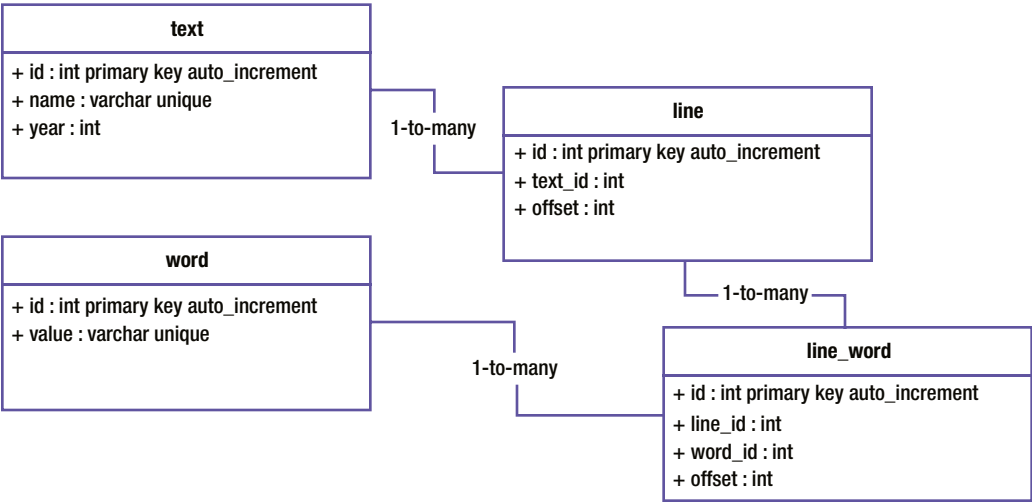 text
+ id : int primary key auto_increment
+ name : varchar unique
+ year : int
1-to-many
line
+ id : int primary key auto_increment
+ text_id : int
+ offset : int
word
+ id : int primary key auto_increment
+ value : varchar unique
1-to-many
1-to-many
line_word
+ id : int primary key auto_increment
+ line_id : int
+ word_id : int
+ offset : int